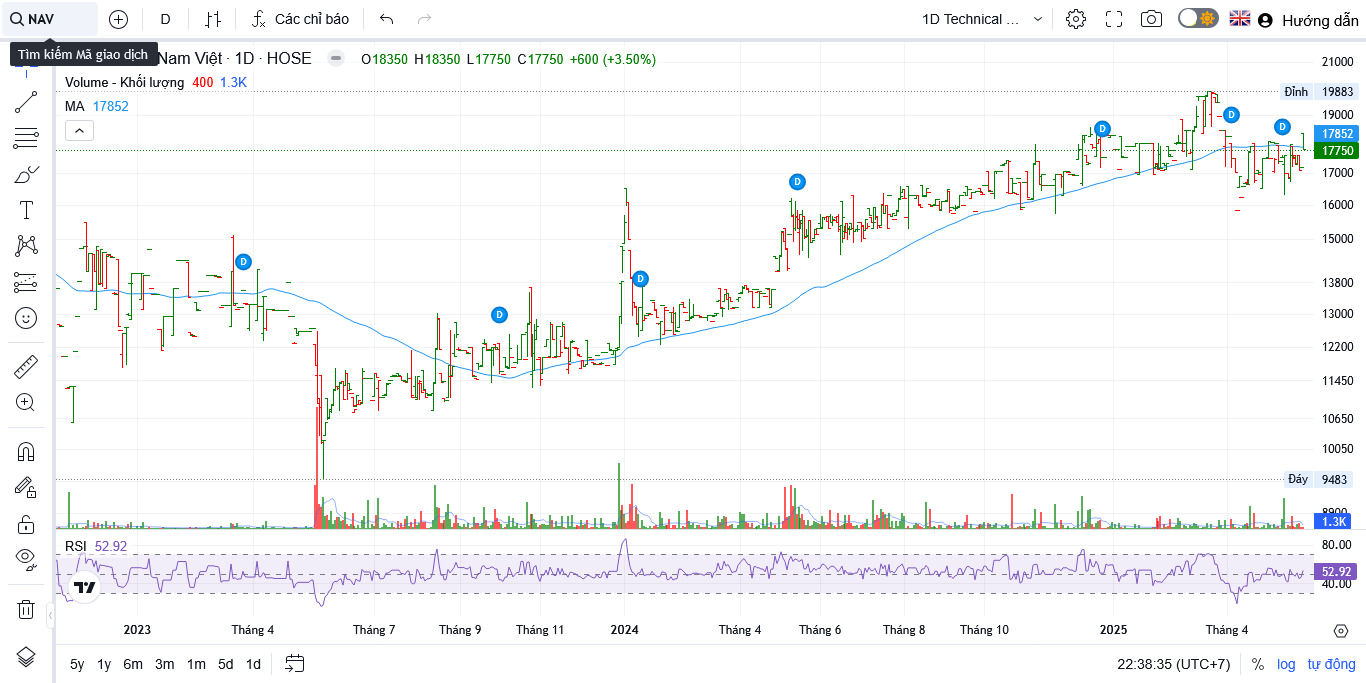 NAV
D
Các chỉ báo
1D Technical ...
Hướng dẫn
Tìm kiếm Mã giao dịch
Nam Việt · 1D · HOSE
O18350 H18350 L17750 C17750 +600 (+3.50%)
Volume - Khối lượng 400 1.3K
MA 17852
D
D
D
D
D
D
D
21000
Đỉnh 19883
19000
17852
17750
17000
16000
15000
13800
13000
12200
11450
10650
10050
Đáy 9483
8900
1.3K
RSI 52.92
80.00
52.92
40.00
2023
Tháng 4
Tháng 7
Tháng 9
Tháng 11
2024
Tháng 4
Tháng 6
Tháng 8
Tháng 10
2025
Tháng 4
5y 1y 6m 3m 1m 5d 1d
22:38:35 (UTC+7)
% log tự động